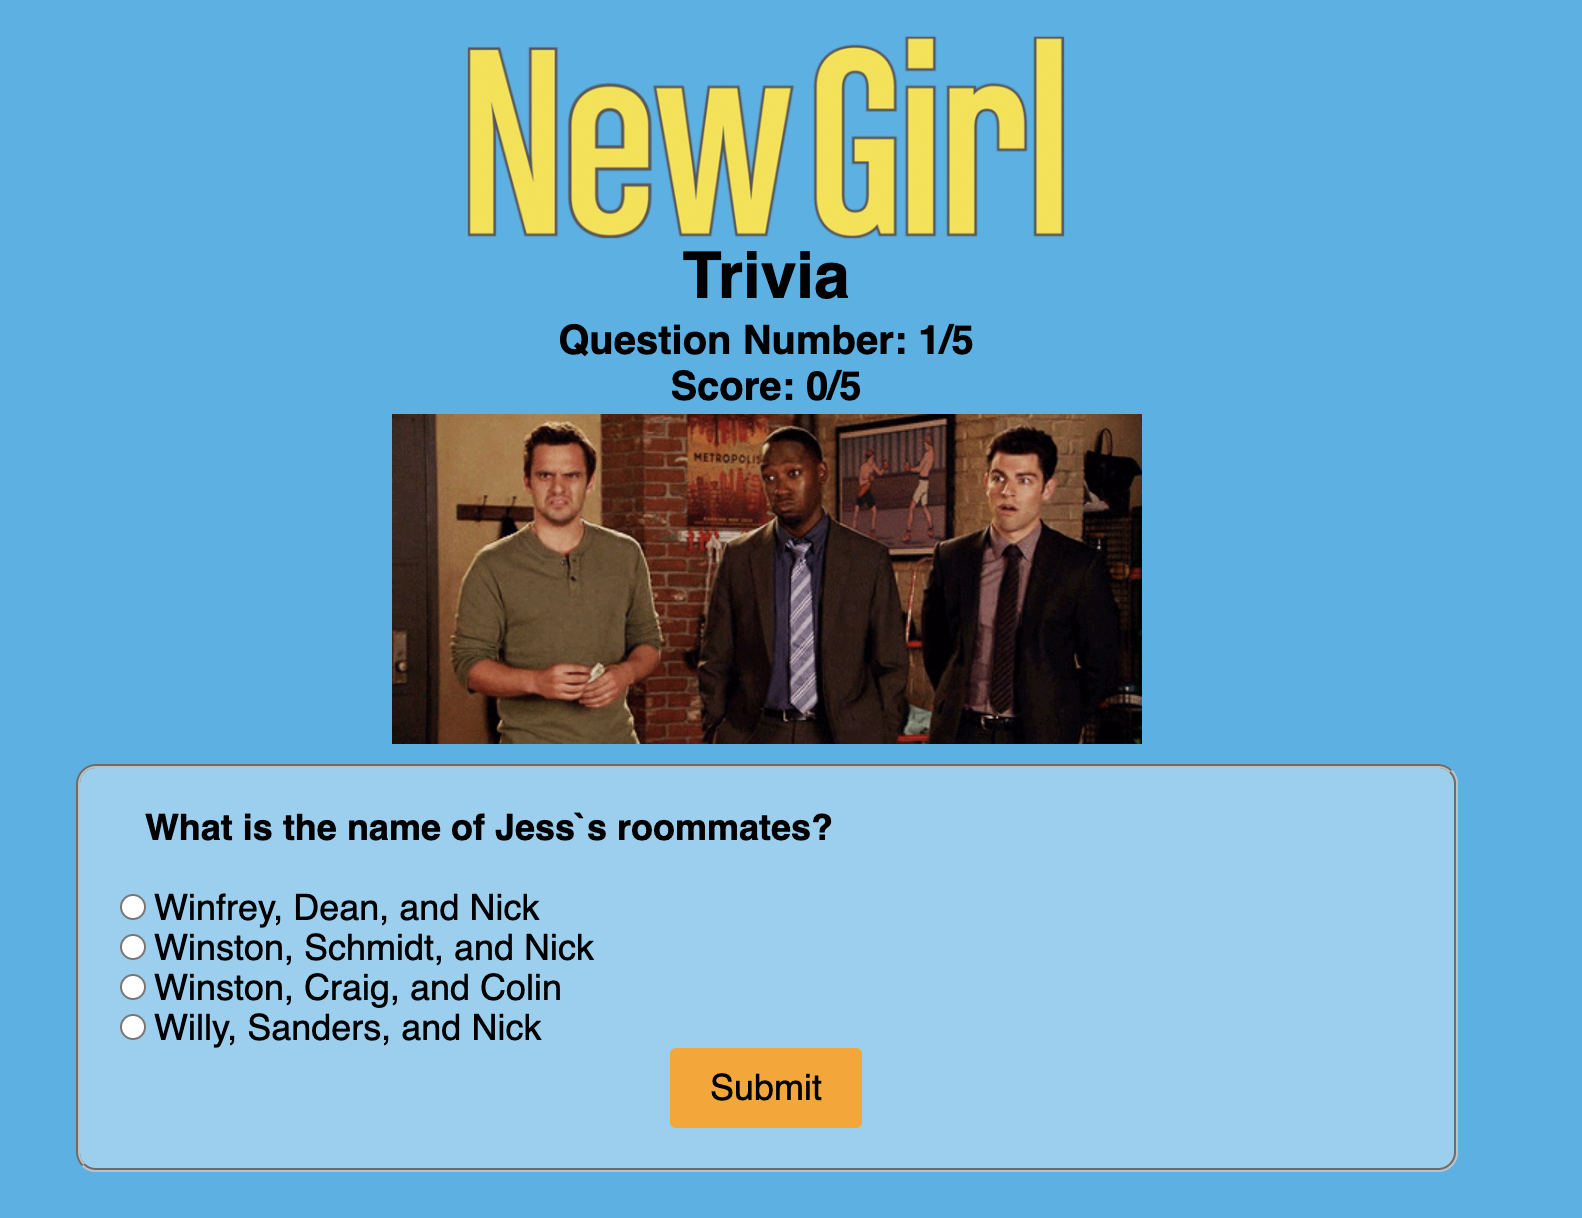 New Girl
Trivia
Question Number: 1/5
Score: 0/5
METROPOLIS
What is the name of Jess`s roommates?
Winfrey, Dean, and Nick
Winston, Schmidt, and Nick
Winston, Craig, and Colin
Willy, Sanders, and Nick
Submit